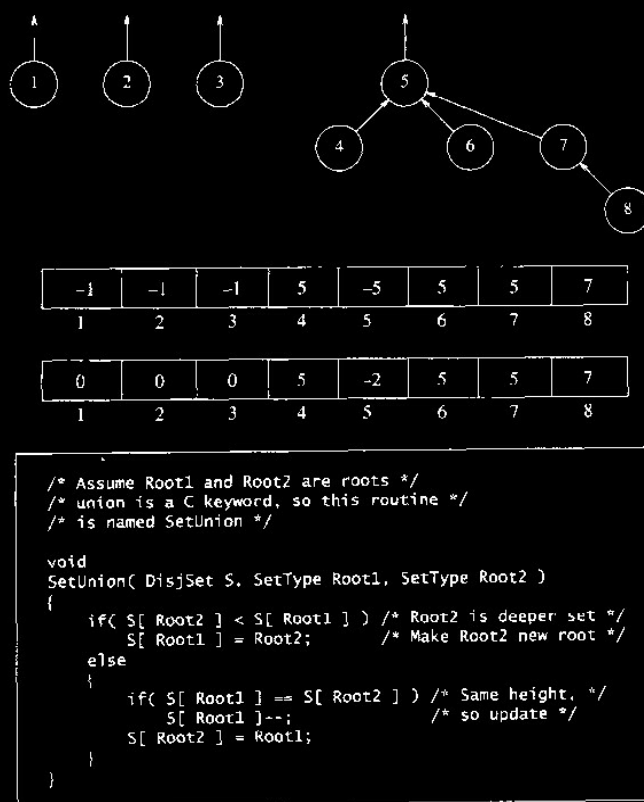 1 2 3 5
4 6 7
8
-1 -1 -1 5 -5 5 5 7
1 2 3 4 5 6 7 8
0 0 0 5 -2 5 5 7
1 2 3 4 5 6 7 8
/* Assume Root1 and Root2 are roots */
/* union is a C keyword, so this routine */
/* is named SetUnion */
void
SetUnion( DisjSet S, SetType Root1, SetType Root2 )
{
if( S[ Root2 ] < S[ Root1 ] ) /* Root2 is deeper set */
S[ Root1 ] = Root2; /* Make Root2 new root */
else
{
if( S[ Root1 ] == S[ Root2 ] ) /* Same height, */
S[ Root1 ]--; /* so update */
S[ Root2 ] = Root1;
}
}